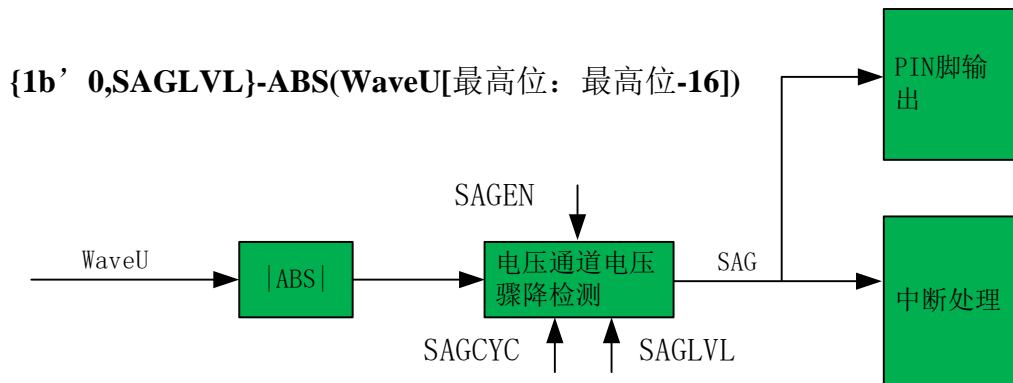 {1b’0,SAGLVL}-ABS(WaveU[最高位：最高位-16])
PIN脚输
出
SAGEN
WaveU
|ABS|
电压通道电压
骤降检测
SAG
中断处理
SAGCYC
SAGLVL